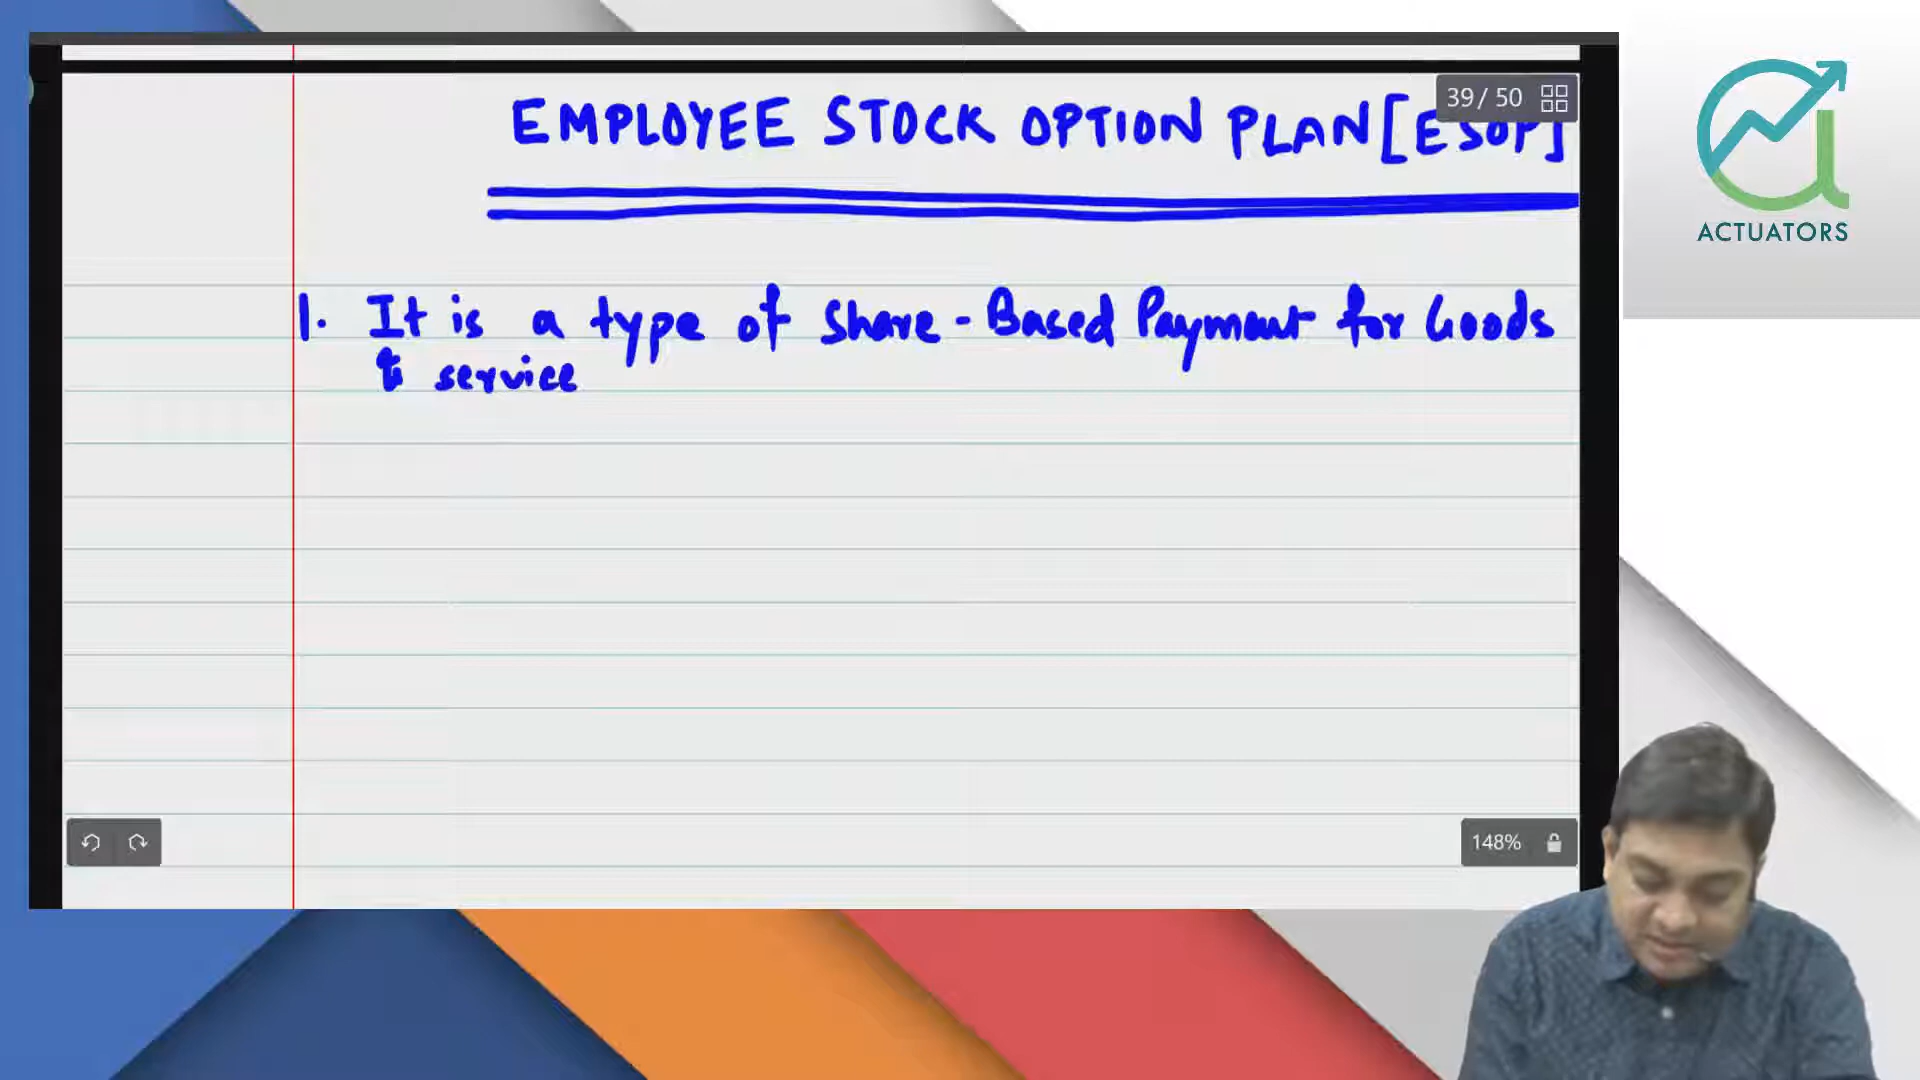 EMPLOYEE STOCK OPTION PLAN [ESOP]
39 / 50
ACTUATORS
1. It is a type of Share-Based Payment for Goods
& service
148%